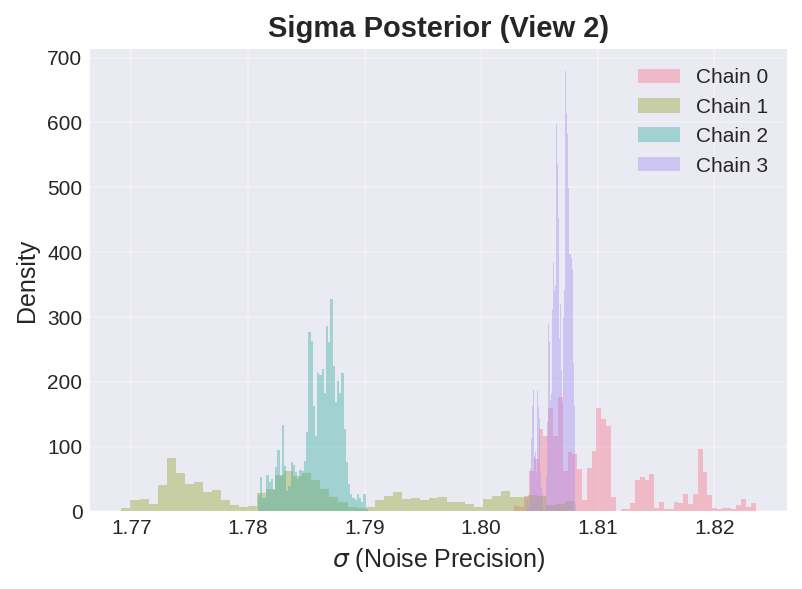 Sigma Posterior (View 2)
Chain 0
Chain 1
Chain 2
Chain 3
Density
700
600
500
400
300
200
100
0
1.77 1.78 1.79 1.80 1.81 1.82
σ (Noise Precision)